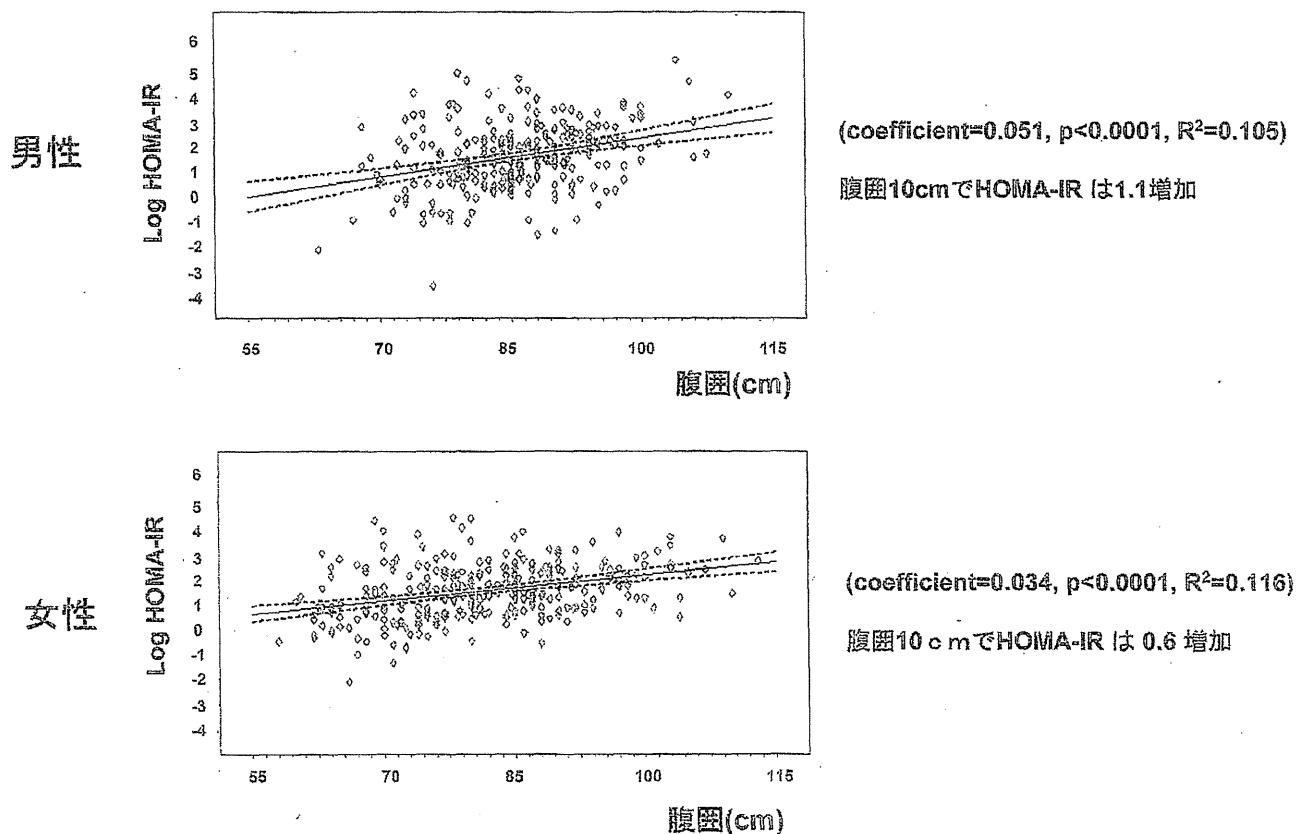 男性
Log HOMA-IR
6
5
4
3
2
1
0
-1
-2
-3
-4
55 70 85 100 115
腹囲(cm)
(coefficient=0.051, p<0.0001, R²=0.105)
腹囲10cmでHOMA-IR は1.1増加
女性
Log HOMA-IR
6
5
4
3
2
1
0
-1
-2
-3
-4
55 70 85 100 115
腹囲(cm)
(coefficient=0.034, p<0.0001, R²=0.116)
腹囲10ｃｍでHOMA-IR は 0.6 増加